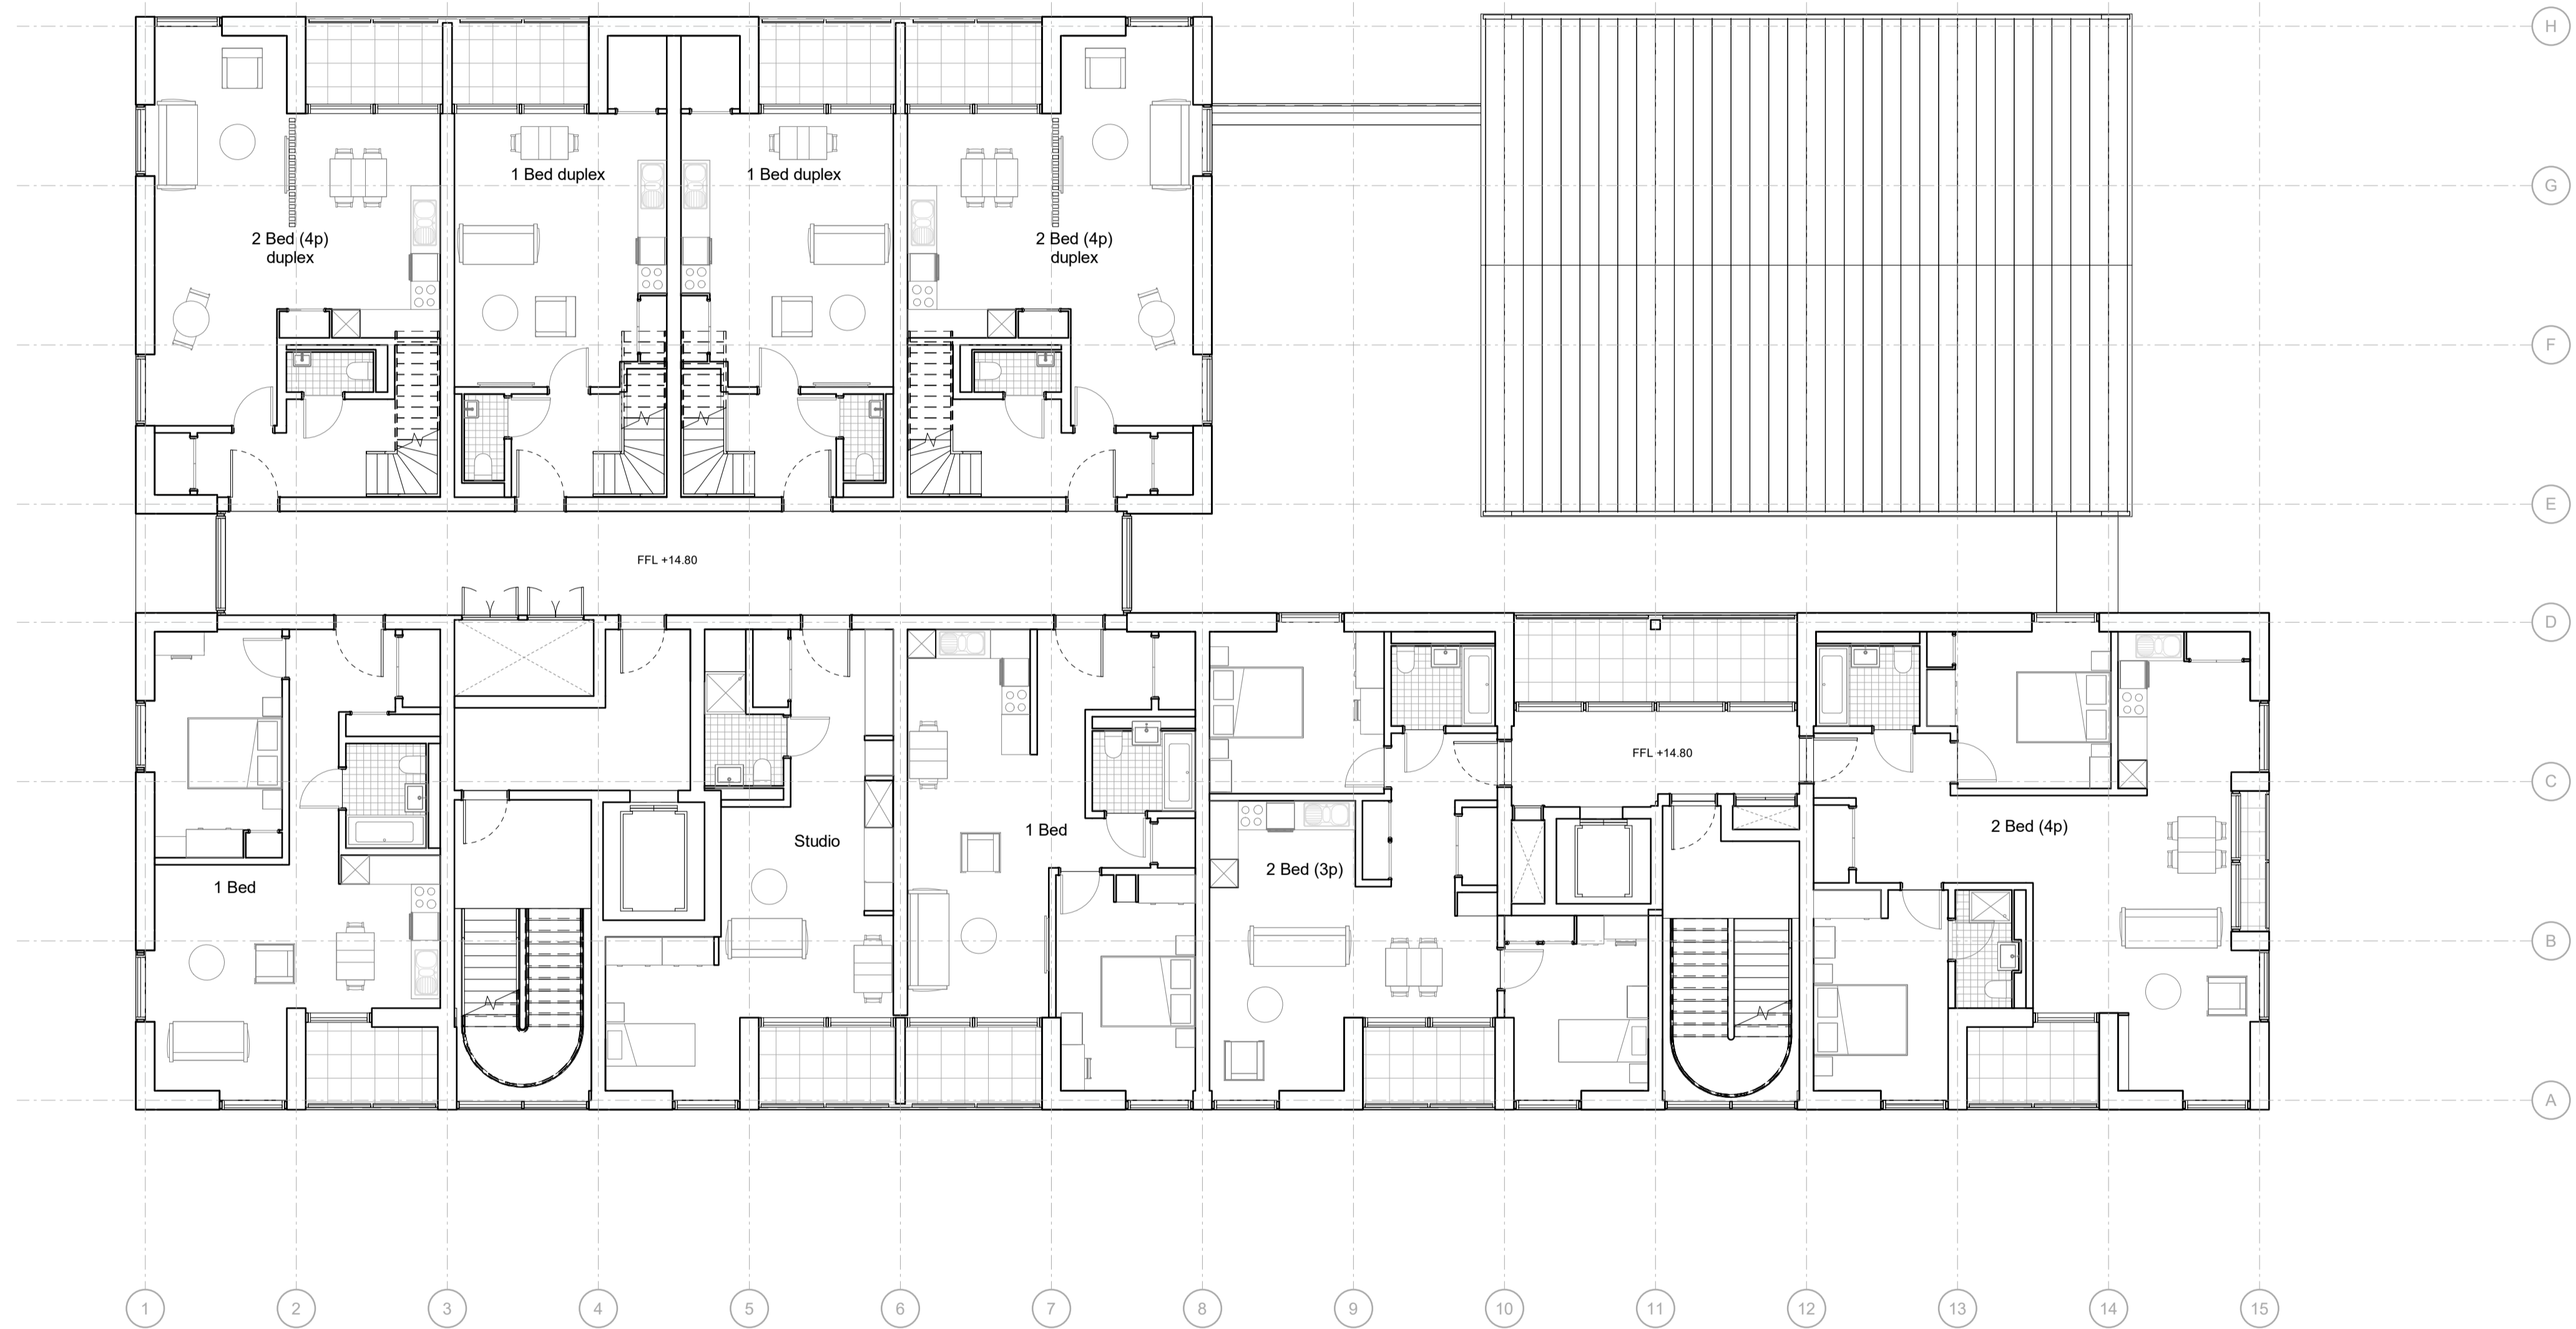 H
1 Bed duplex
1 Bed duplex
G
2 Bed (4p)
duplex
2 Bed (4p)
duplex
F
E
FFL +14.80
D
FFL +14.80
C
Studio
1 Bed
2 Bed (4p)
2 Bed (3p)
1 Bed
B
A
1
2
3
4
5
6
7
8
9
10
11
12
13
14
15